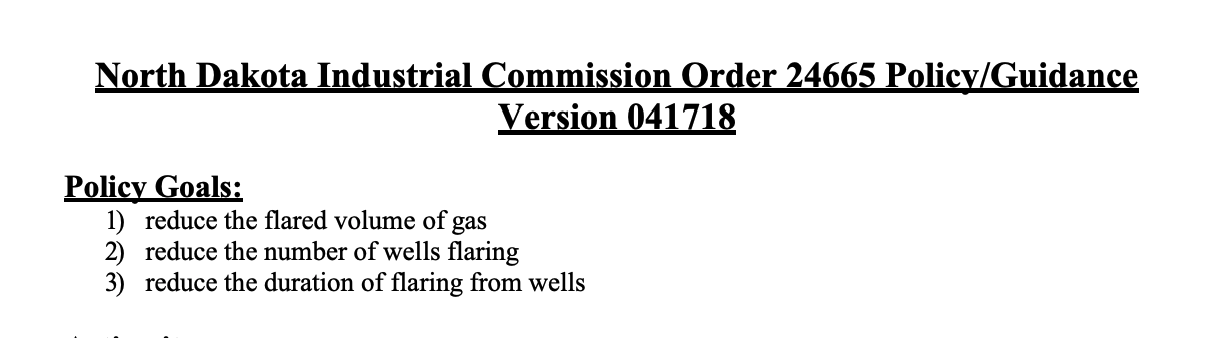 North Dakota Industrial Commission Order 24665 Policy/Guidance
Version 041718
Policy Goals:
1) reduce the flared volume of gas
2) reduce the number of wells flaring
3) reduce the duration of flaring from wells